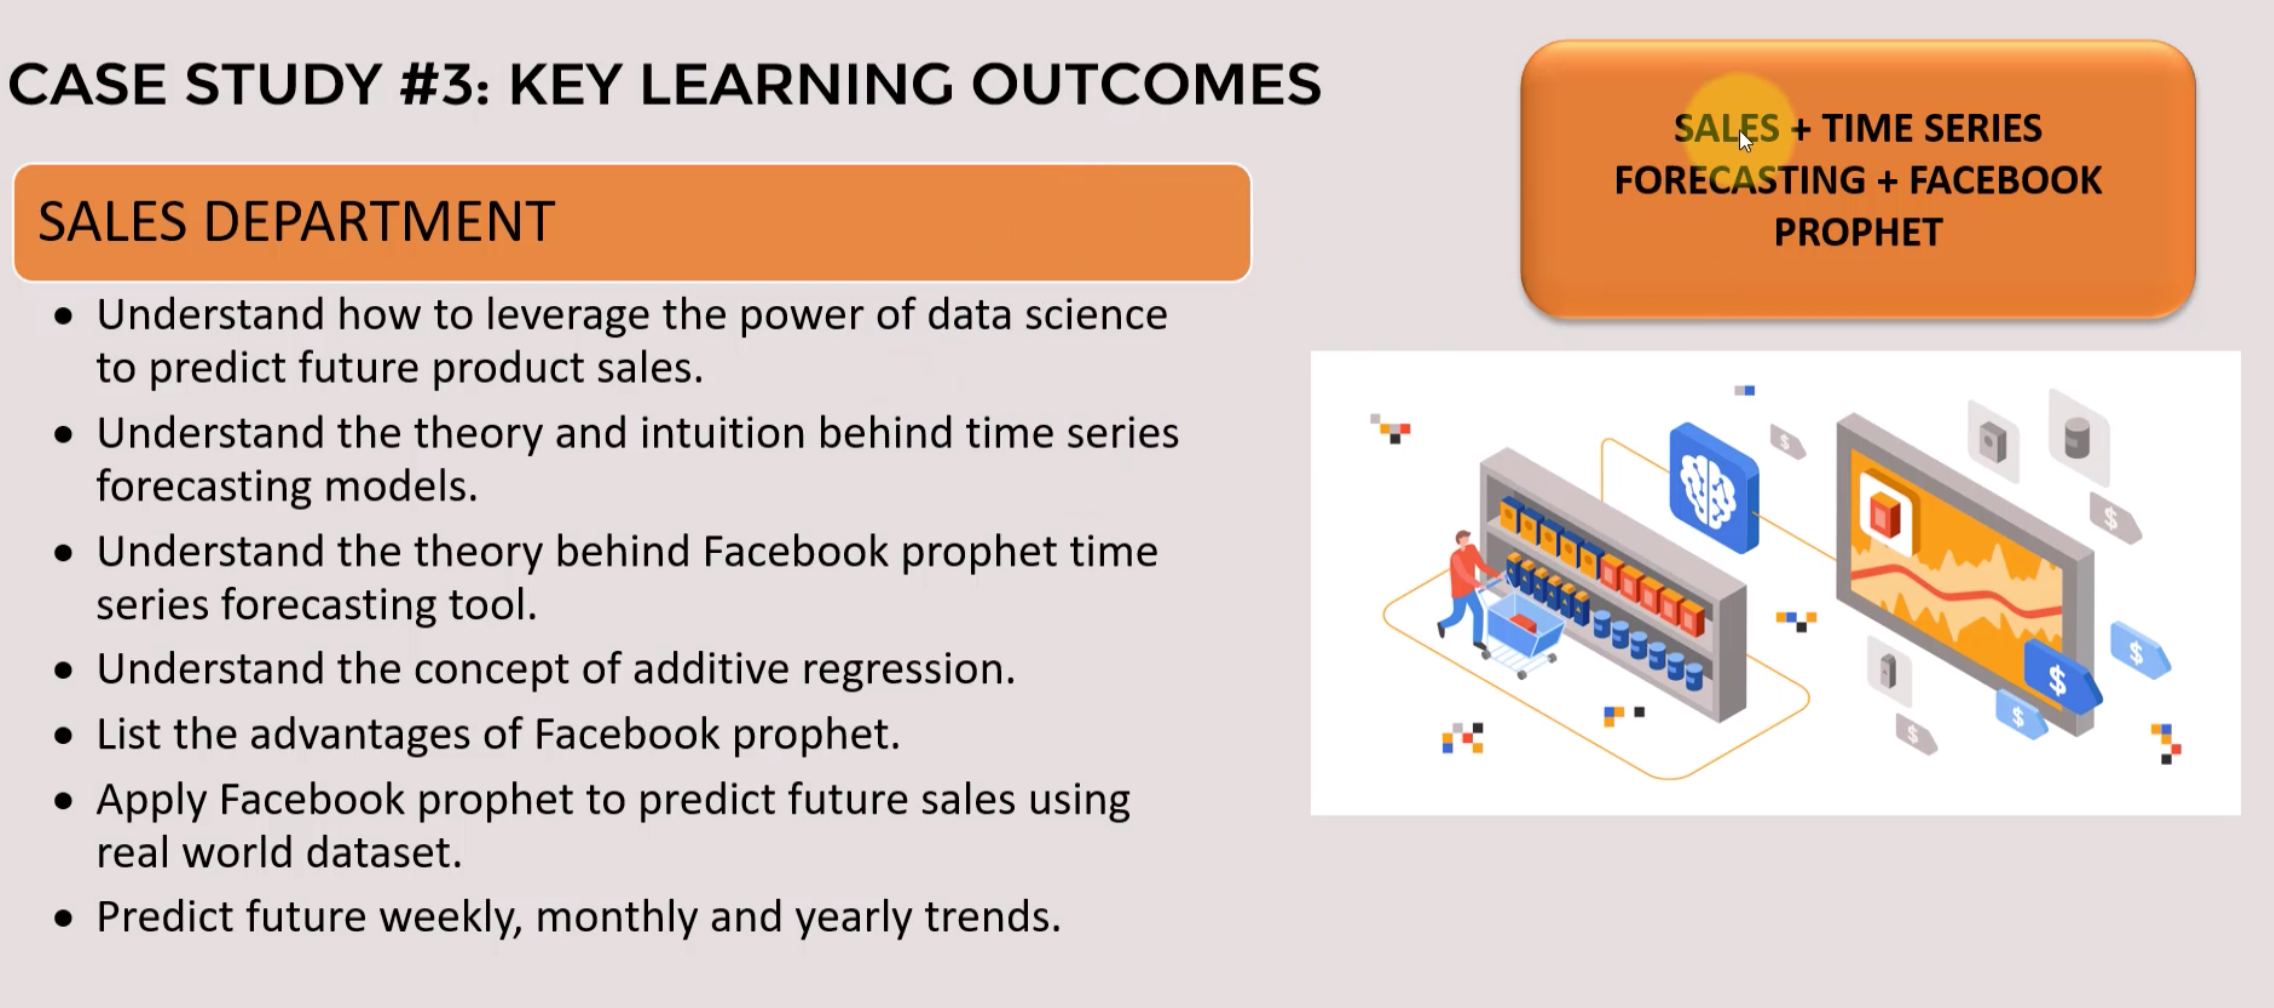 CASE STUDY #3: KEY LEARNING OUTCOMES
SALES + TIME SERIES
FORECASTING + FACEBOOK
PROPHET
SALES DEPARTMENT
• Understand how to leverage the power of data science
to predict future product sales.
• Understand the theory and intuition behind time series
forecasting models.
• Understand the theory behind Facebook prophet time
series forecasting tool.
• Understand the concept of additive regression.
• List the advantages of Facebook prophet.
• Apply Facebook prophet to predict future sales using
real world dataset.
• Predict future weekly, monthly and yearly trends.
$
$
$
$
$
$